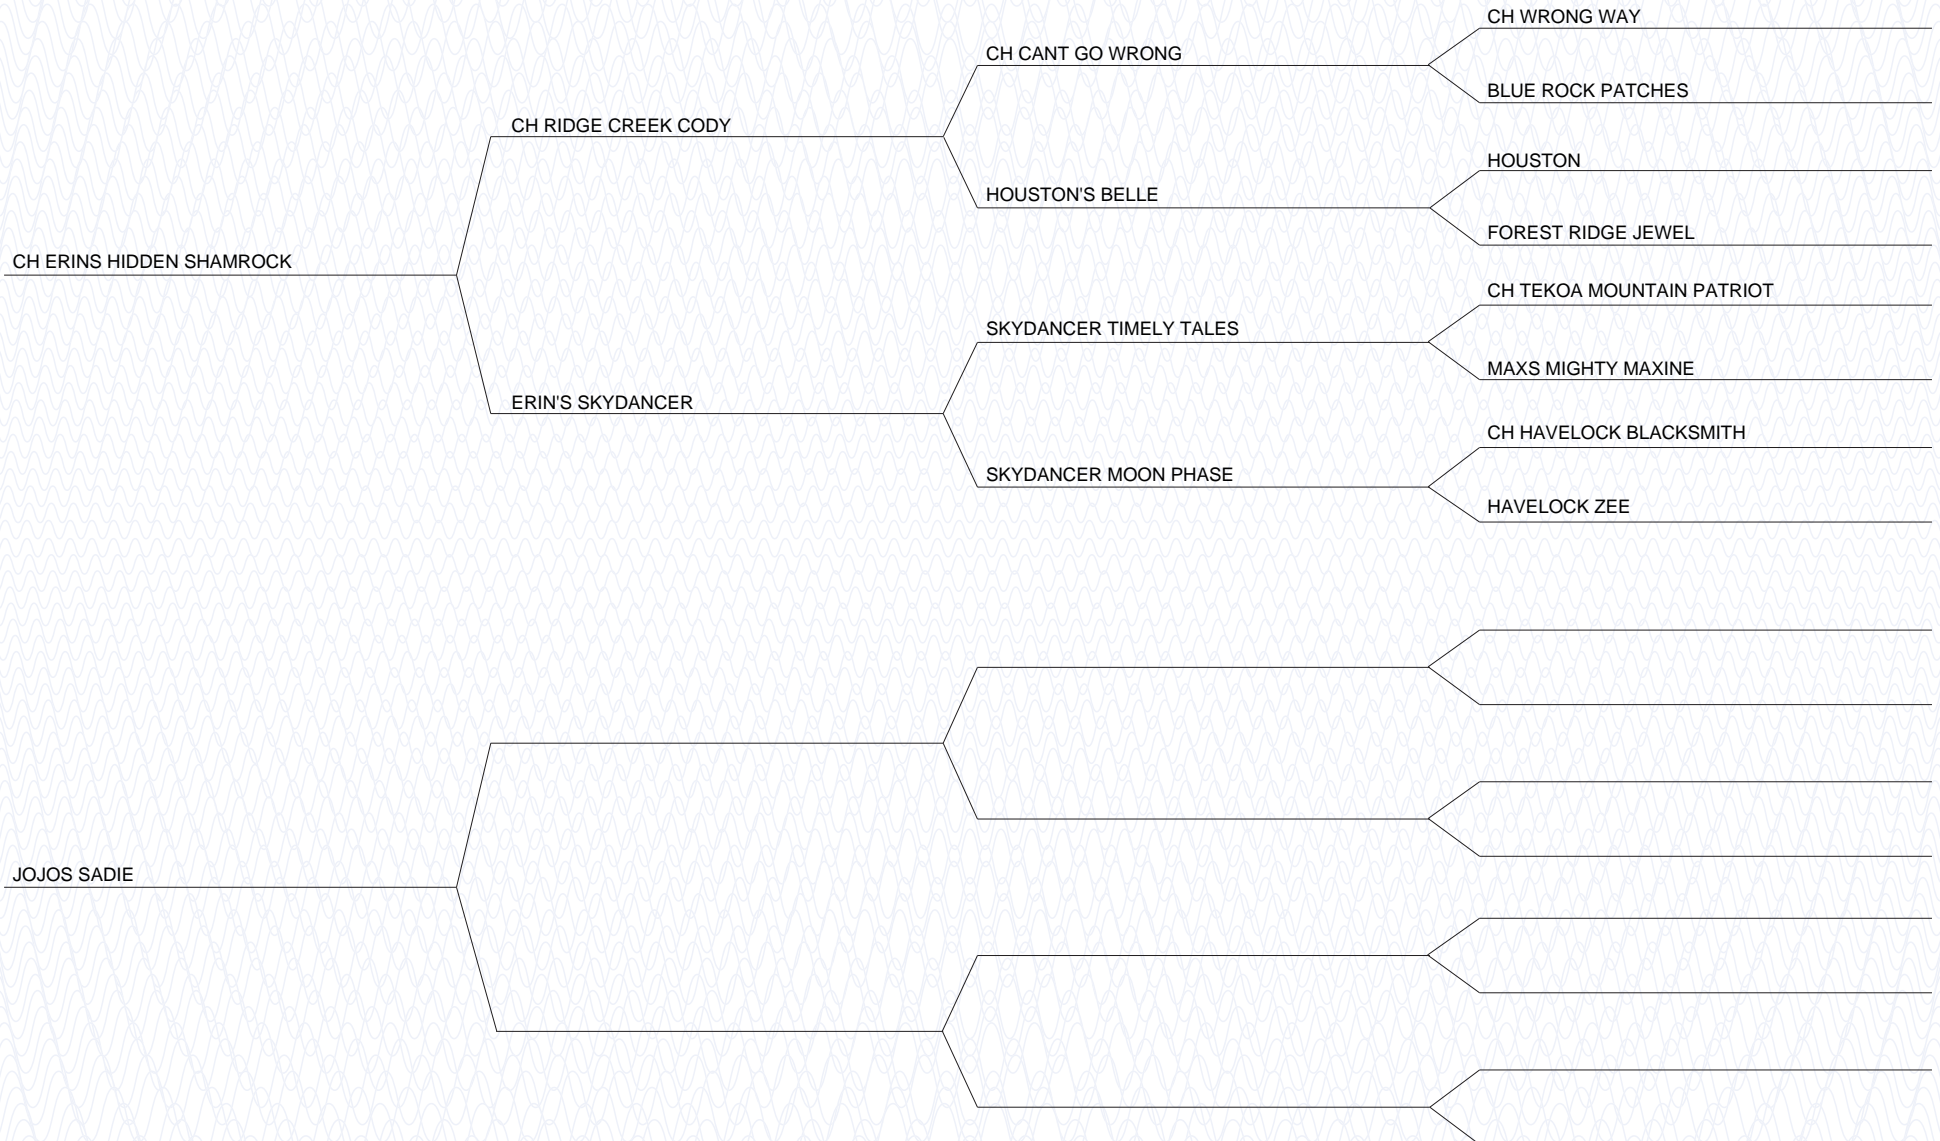 CH WRONG WAY
CH CANT GO WRONG
BLUE ROCK PATCHES
CH RIDGE CREEK CODY
HOUSTON
HOUSTON'S BELLE
FOREST RIDGE JEWEL
CH ERINS HIDDEN SHAMROCK
CH TEKOA MOUNTAIN PATRIOT
SKYDANCER TIMELY TALES
MAXS MIGHTY MAXINE
ERIN'S SKYDANCER
CH HAVELOCK BLACKSMITH
SKYDANCER MOON PHASE
HAVELOCK ZEE
JOJOS SADIE